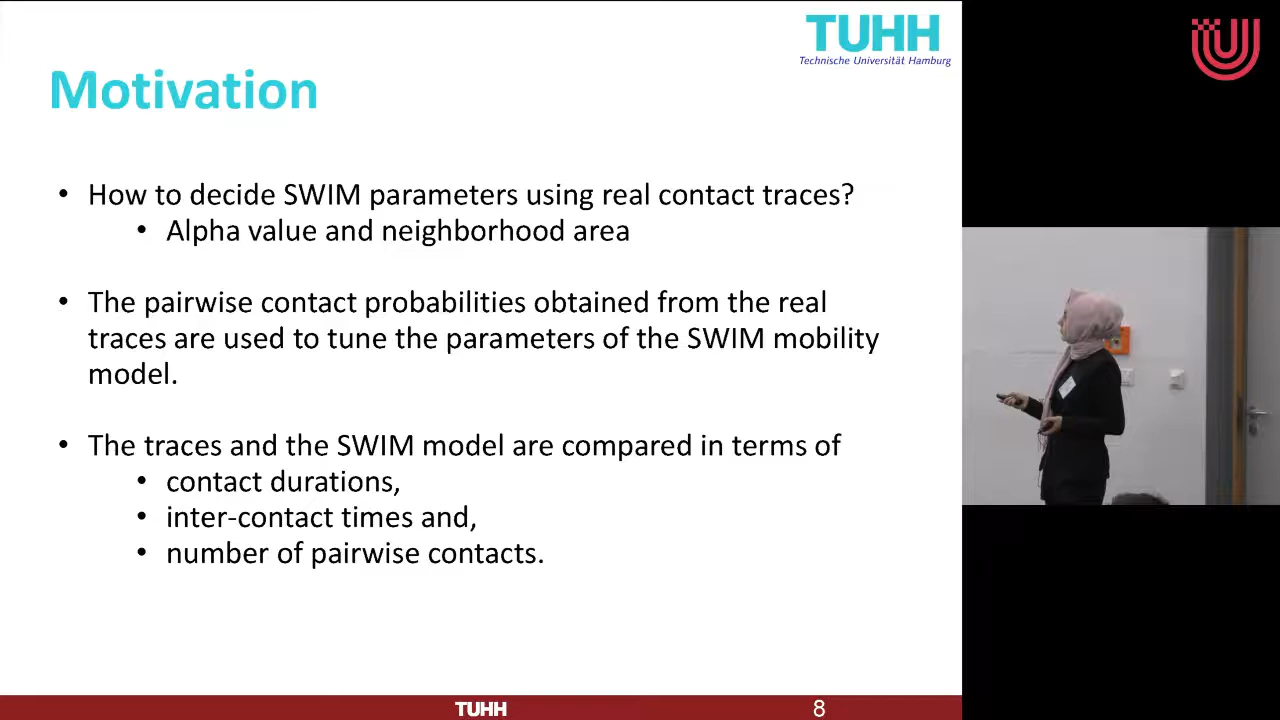 TUHH
Technische Universität Hamburg
Motivation
• How to decide SWIM parameters using real contact traces?
• Alpha value and neighborhood area
• The pairwise contact probabilities obtained from the real
traces are used to tune the parameters of the SWIM mobility
model.
• The traces and the SWIM model are compared in terms of
• contact durations,
• inter-contact times and,
• number of pairwise contacts.
TUHH
8